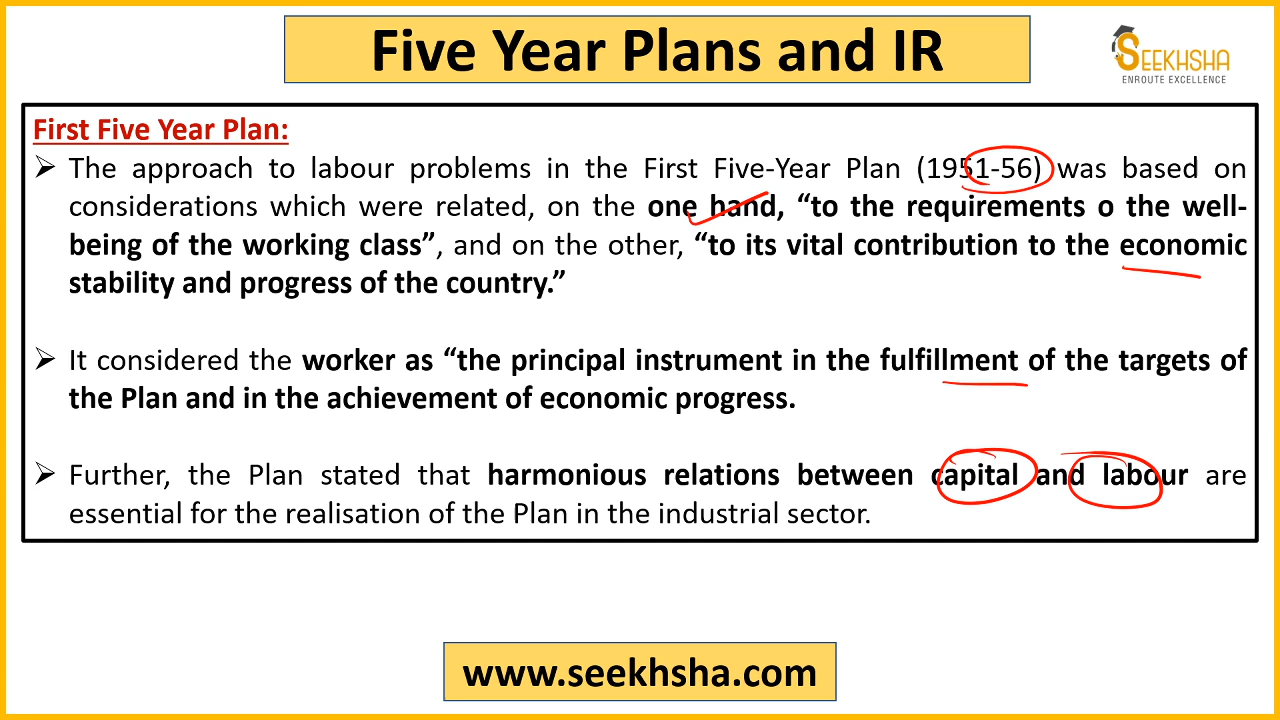 Five Year Plans and IR
SEEKHSHA
ENROUTE EXCELLENCE
First Five Year Plan:
➢ The approach to labour problems in the First Five-Year Plan (1951-56) was based on
considerations which were related, on the one hand, “to the requirements o the well-
being of the working class”, and on the other, “to its vital contribution to the economic
stability and progress of the country.”
➢ It considered the worker as “the principal instrument in the fulfillment of the targets of
the Plan and in the achievement of economic progress.
➢ Further, the Plan stated that harmonious relations between capital and labour are
essential for the realisation of the Plan in the industrial sector.
www.seekhsha.com